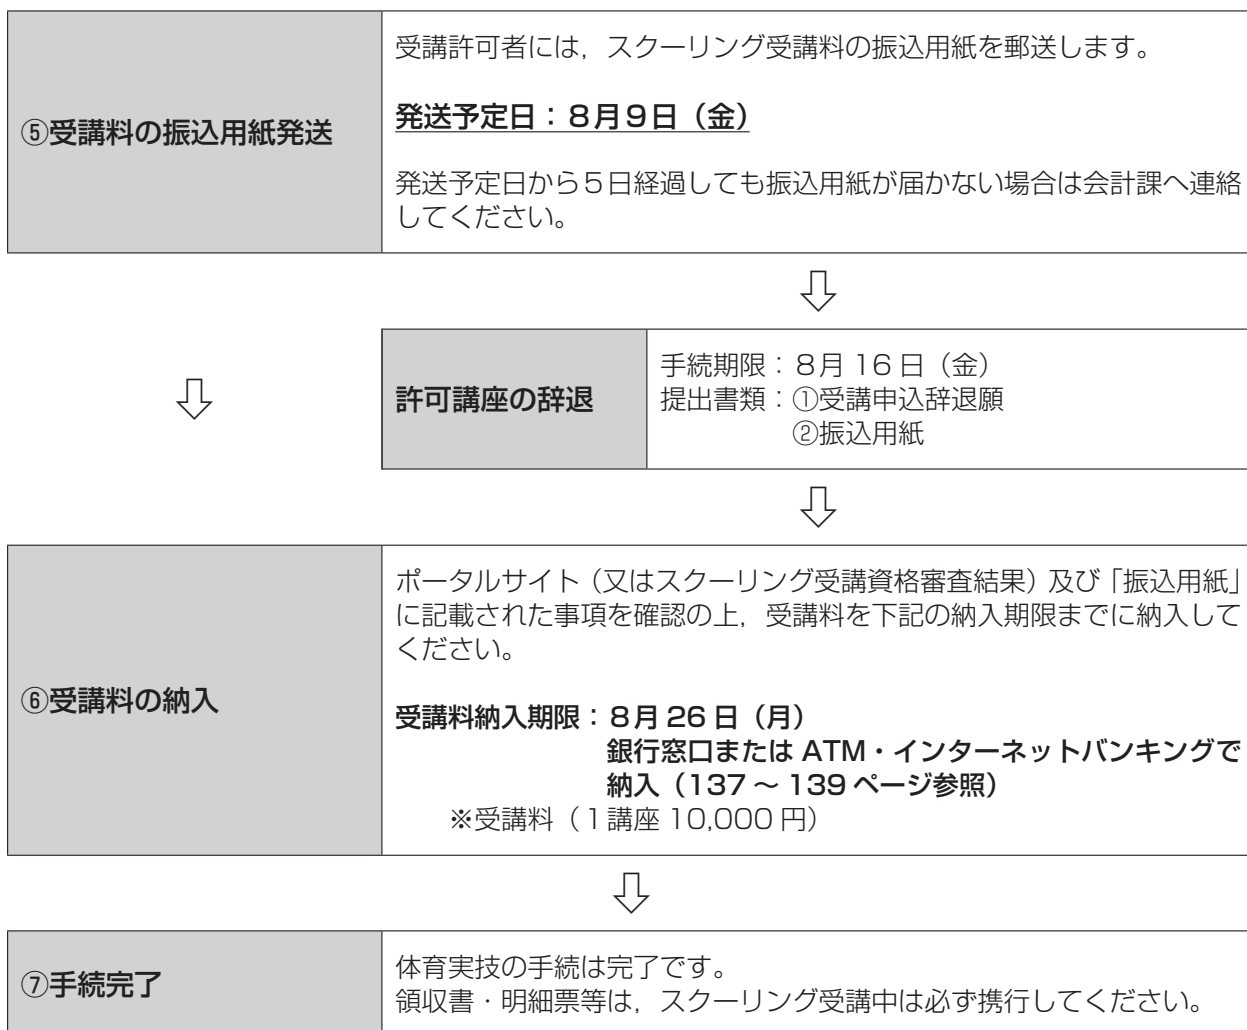 ⑤受講料の振込用紙発送
受講許可者には，スクーリング受講料の振込用紙を郵送します。
発送予定日：８月９日（金）
発送予定日から５日経過しても振込用紙が届かない場合は会計課へ連絡
してください。
⇩
⇩
許可講座の辞退
手続期限：８月 16 日（金）
提出書類：①受講申込辞退願
②振込用紙
⇩
⑥受講料の納入
ポータルサイト（又はスクーリング受講資格審査結果）及び「振込用紙」
に記載された事項を確認の上，受講料を下記の納入期限までに納入して
ください。
受講料納入期限：８月 26 日（月）
銀行窓口または ATM・インターネットバンキングで
納入（137 ～ 139 ページ参照）
※受講料（１講座 10,000 円）
⇩
⑦手続完了
体育実技の手続は完了です。
領収書・明細票等は，スクーリング受講中は必ず携行してください。